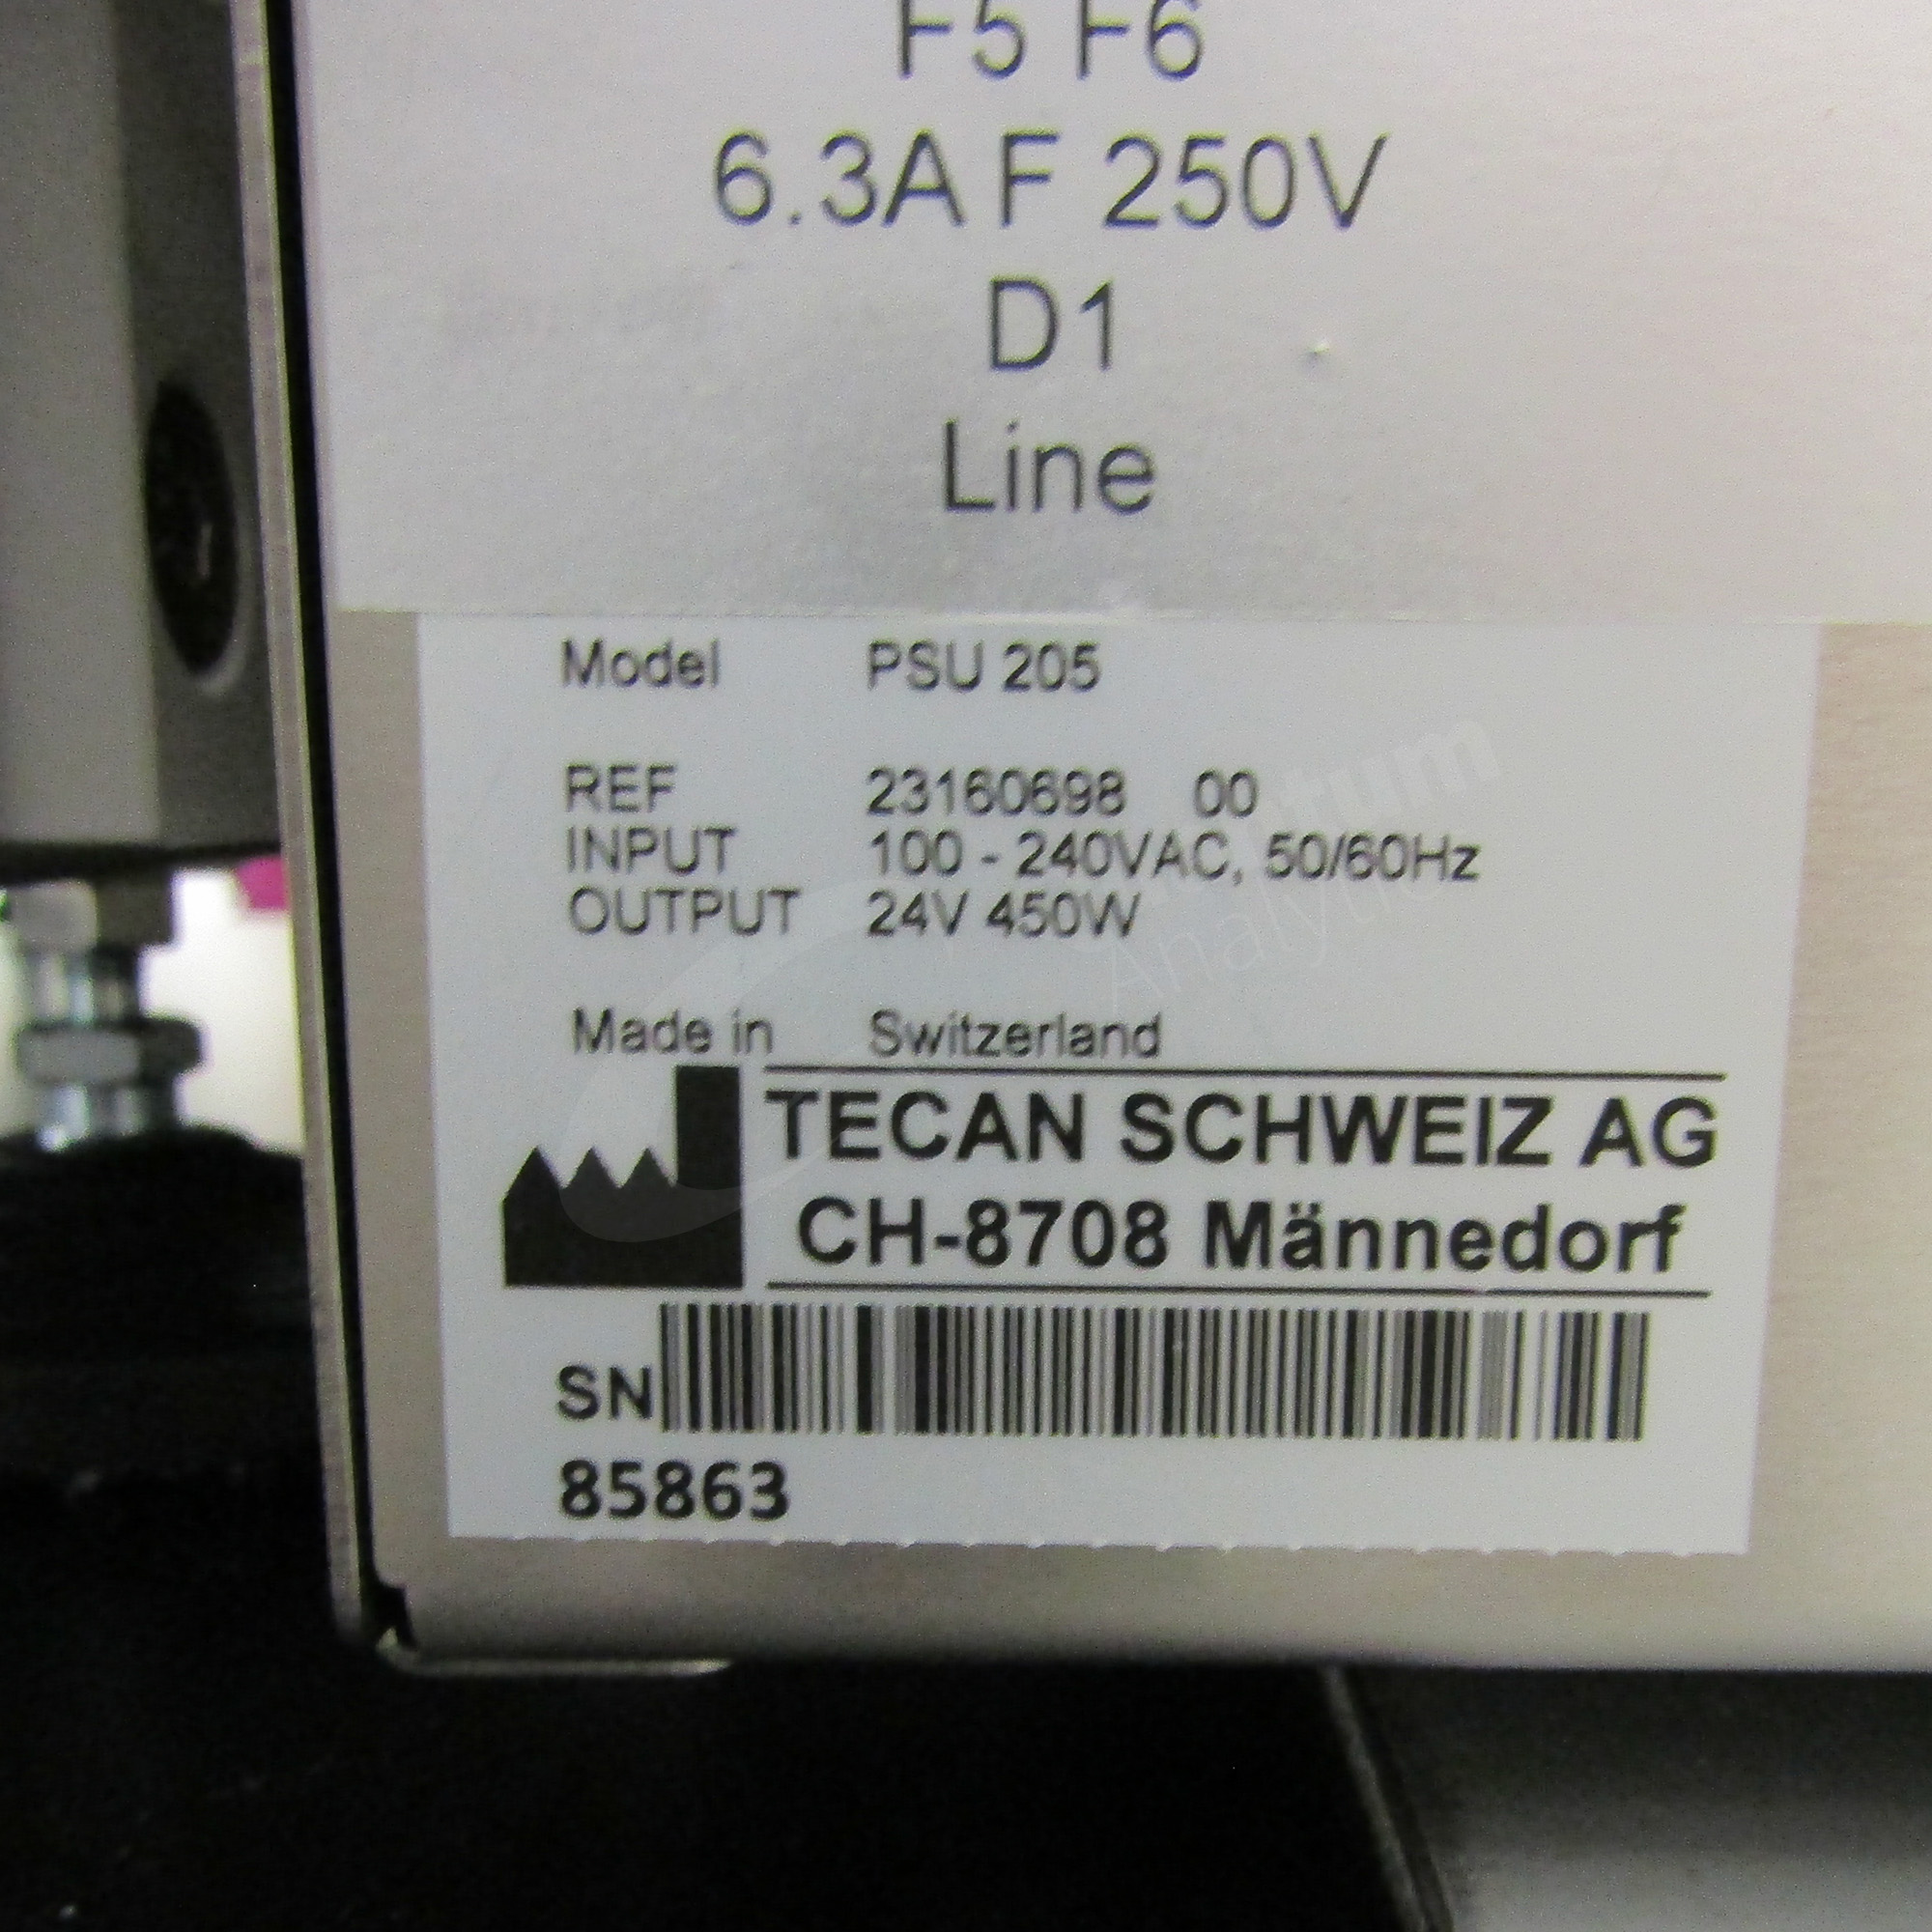 F5 F6
6.3A F 250V
D1
Line
Model PSU 205
REF 23160698 00
INPUT 100 - 240VAC, 50/60Hz
OUTPUT 24V 450W
Made in Switzerland
TECAN SCHWEIZ AG
CH-8708 Männedorf
SN
85863